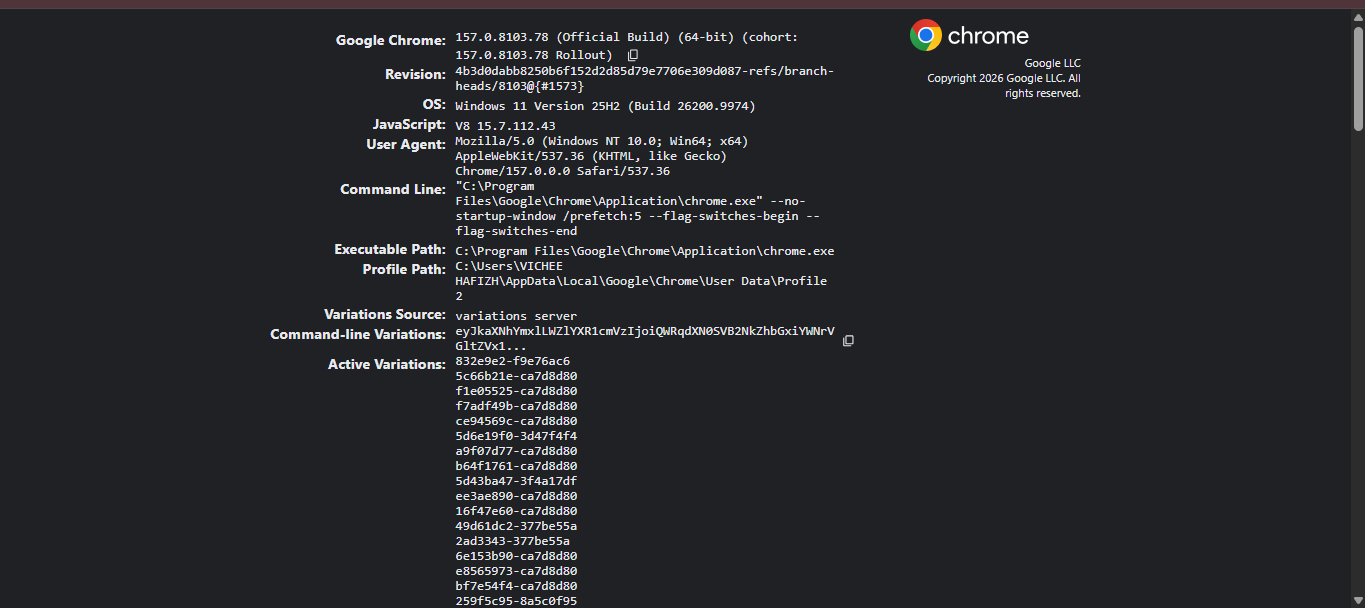 Google Chrome: 157.0.8103.78 (Official Build) (64-bit) (cohort:
157.0.8103.78 Rollout)
Revision: 4b3d0dabb8250b6f152d2d85d79e7706e309d087-refs/branch-
heads/8103@{#1573}
OS: Windows 11 Version 25H2 (Build 26200.9974)
JavaScript: V8 15.7.112.43
User Agent: Mozilla/5.0 (Windows NT 10.0; Win64; x64)
AppleWebKit/537.36 (KHTML, like Gecko)
Chrome/157.0.0.0 Safari/537.36
Command Line: "C:\Program
Files\Google\Chrome\Application\chrome.exe" --no-
startup-window /prefetch:5 --flag-switches-begin --
flag-switches-end
Executable Path: C:\Program Files\Google\Chrome\Application\chrome.exe
Profile Path: C:\Users\VICHEE
HAFIZH\AppData\Local\Google\Chrome\User Data\Profile
2
Variations Source: variations server
Command-line Variations: eyJkaXNhYmxlLWZlYXR1cmVzIjoiQWRqdXN0SVB2NkZhbGxiYWNrV
GltZVx1...
Active Variations: 832e9e2-f9e76ac6
5c66b21e-ca7d8d80
f1e05525-ca7d8d80
f7adf49b-ca7d8d80
ce94569c-ca7d8d80
5d6e19f0-3d47f4f4
a9f07d77-ca7d8d80
b64f1761-ca7d8d80
5d43ba47-3f4a17df
ee3ae890-ca7d8d80
16f47e60-ca7d8d80
49d61dc2-377be55a
2ad3343-377be55a
6e153b90-ca7d8d80
e8565973-ca7d8d80
bf7e54f4-ca7d8d80
259f5c95-8a5c0f95
chrome
Google LLC
Copyright 2026 Google LLC. All
rights reserved.